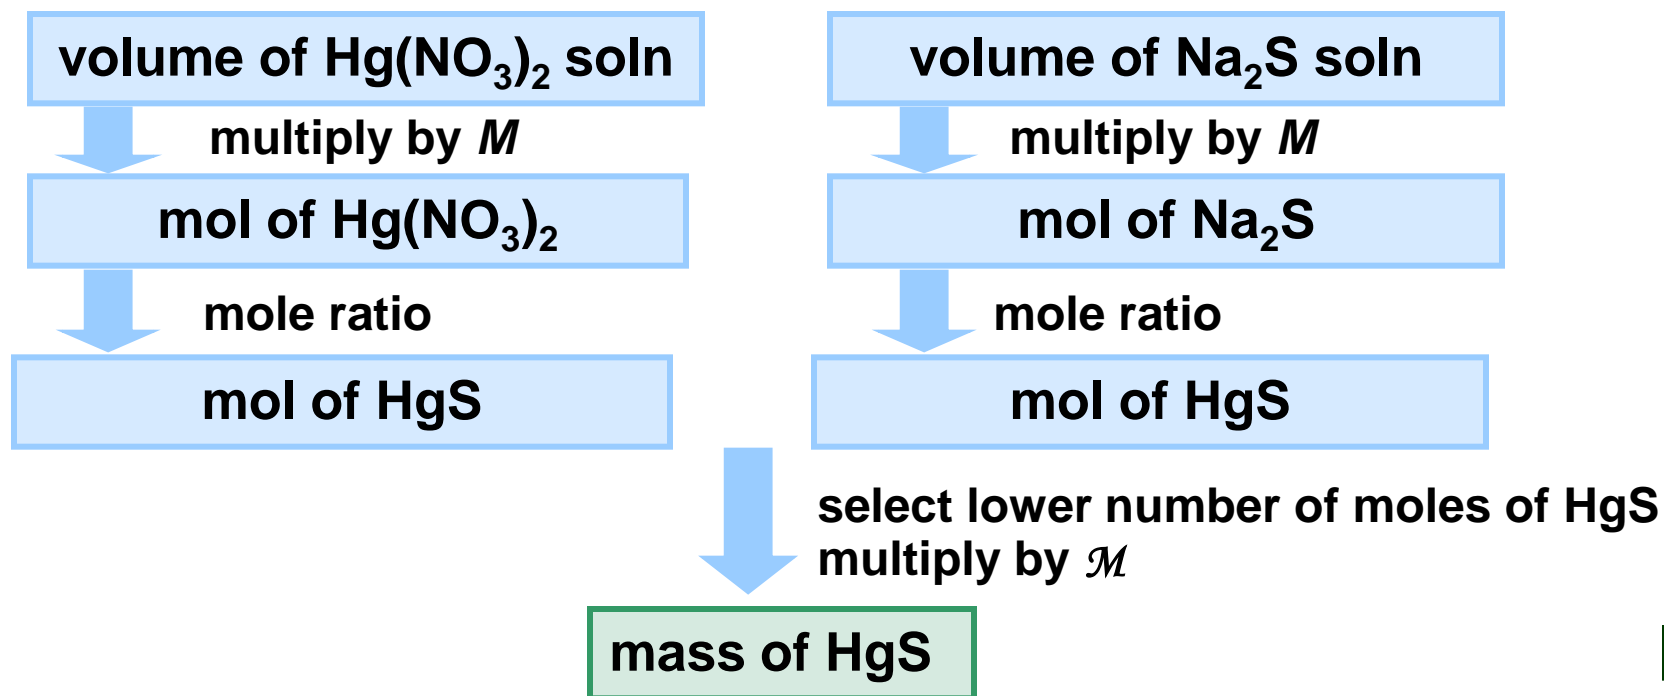 volume of Hg(NO₃)₂ soln
multiply by M
mol of Hg(NO₃)₂
mole ratio
mol of HgS
volume of Na₂S soln
multiply by M
mol of Na₂S
mole ratio
mol of HgS
select lower number of moles of HgS
multiply by ℳ
mass of HgS